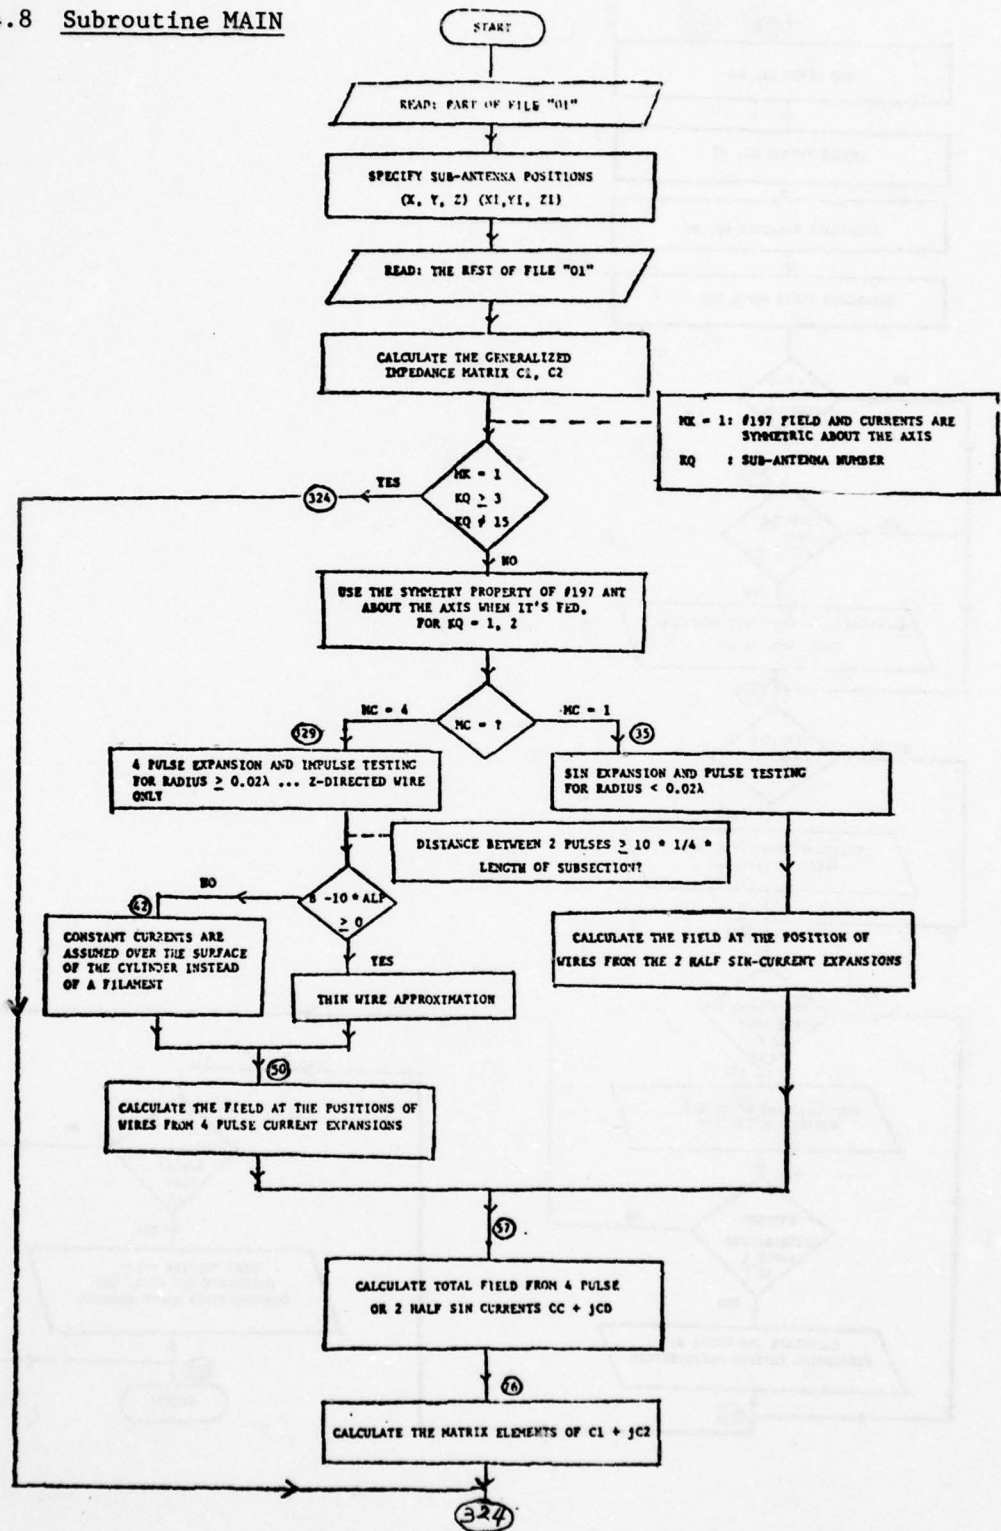 .8 Subroutine MAIN
START
READ: PART OF FILE "01"
SPECIFY SUB-ANTENNA POSITIONS
(X, Y, Z) (X1,Y1, Z1)
READ: THE REST OF FILE "01"
CALCULATE THE GENERALIZED
IMPEDANCE MATRIX C1, C2
MK = 1: #197 FIELD AND CURRENTS ARE
SYMMETRIC ABOUT THE AXIS
KQ : SUB-ANTENNA NUMBER
MK = 1
KQ ≥ 3
KQ ≠ 15
YES
324
NO
USE THE SYMMETRY PROPERTY OF #197 ANT
ABOUT THE AXIS WHEN IT'S FED,
FOR KQ = 1, 2
MC = ?
MC = 4
MC = 1
329
35
4 PULSE EXPANSION AND IMPULSE TESTING
FOR RADIUS ≥ 0.02λ ... Z-DIRECTED WIRE
ONLY
SIN EXPANSION AND PULSE TESTING
FOR RADIUS < 0.02λ
DISTANCE BETWEEN 2 PULSES ≥ 10 * 1/4 *
LENGTH OF SUBSECTION?
B -10 * ALP
≥ 0
NO
42
YES
CONSTANT CURRENTS ARE
ASSUMED OVER THE SURFACE
OF THE CYLINDER INSTEAD
OF A FILAMENT
THIN WIRE APPROXIMATION
CALCULATE THE FIELD AT THE POSITION OF
WIRES FROM THE 2 HALF SIN-CURRENT EXPANSIONS
50
CALCULATE THE FIELD AT THE POSITIONS OF
WIRES FROM 4 PULSE CURRENT EXPANSIONS
57
CALCULATE TOTAL FIELD FROM 4 PULSE
OR 2 HALF SIN CURRENTS CC + jCD
76
CALCULATE THE MATRIX ELEMENTS OF C1 + jC2
324